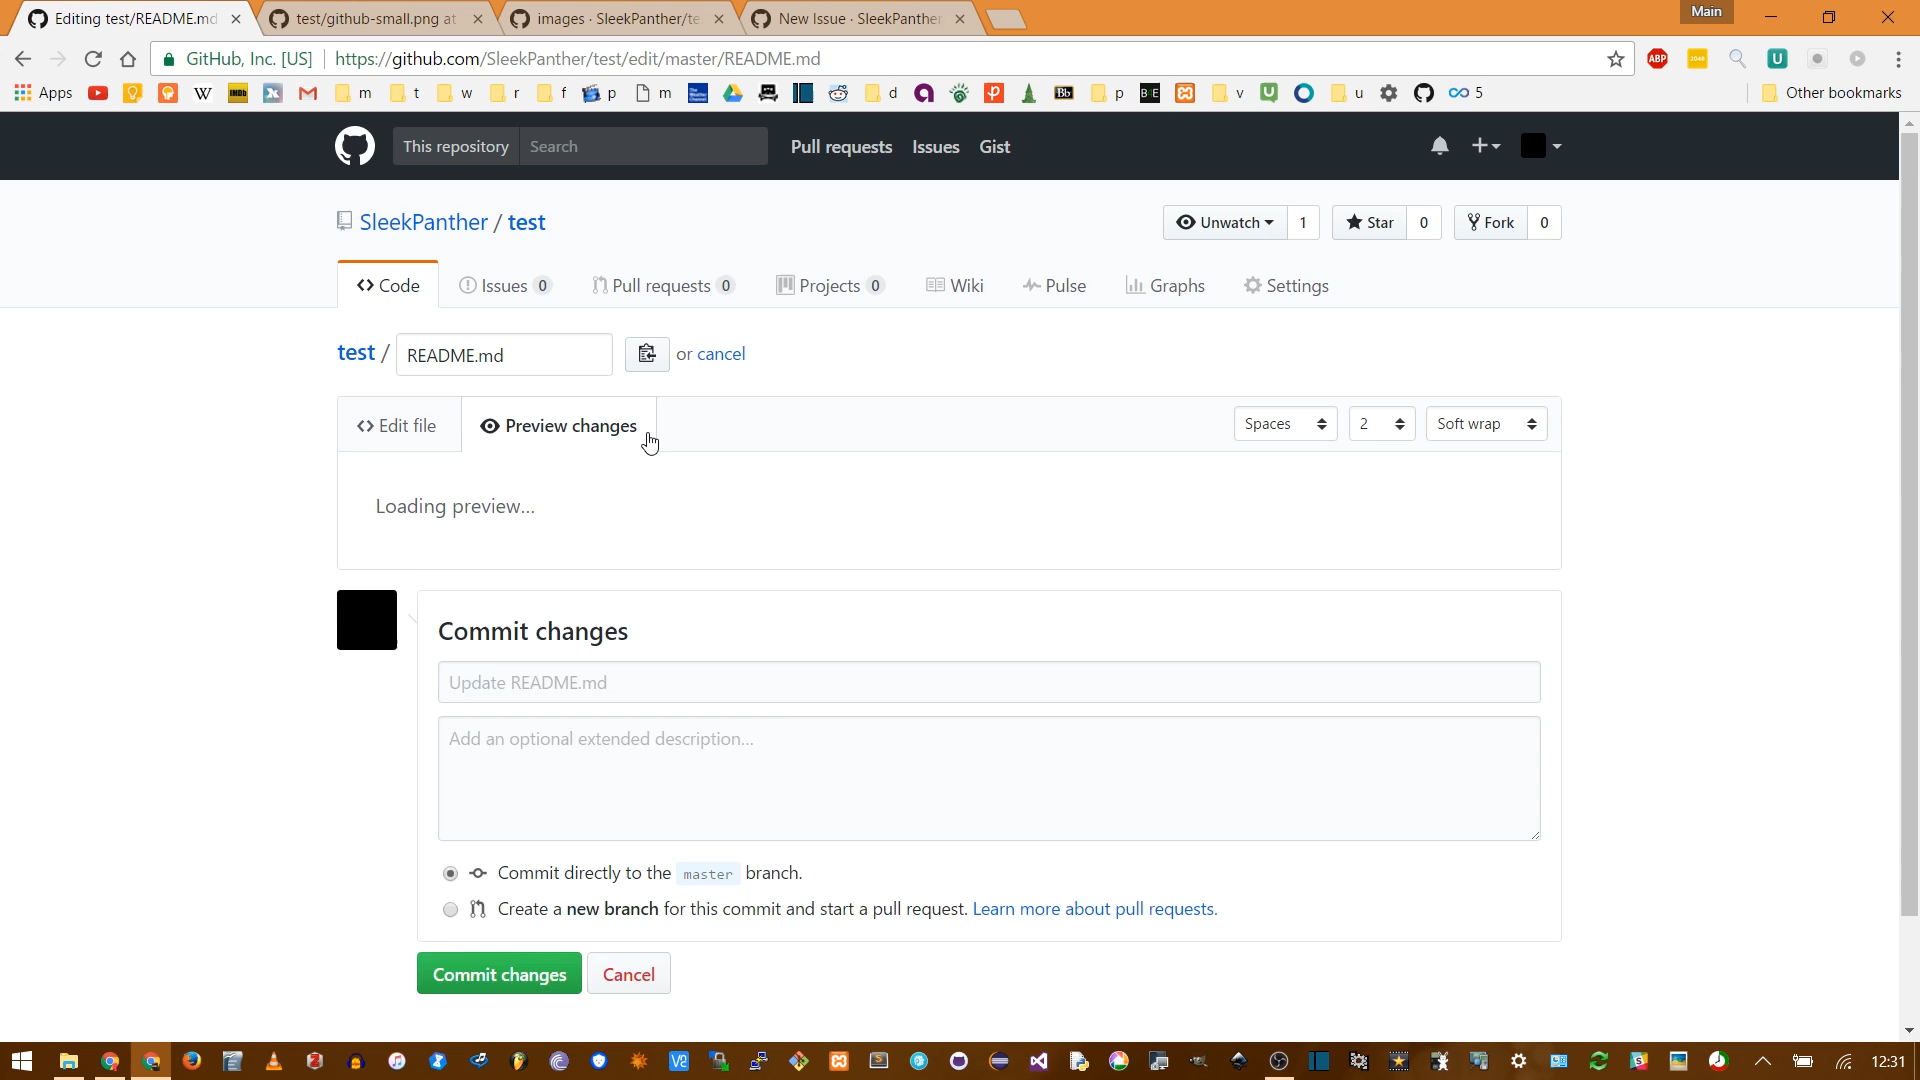 Editing test/README.md
test/github-small.png at
images · SleekPanther/te
New Issue · SleekPanther
Main
GitHub, Inc. [US] https://github.com/SleekPanther/test/edit/master/README.md
Apps m t w r f p m d p v u 5 Other bookmarks
This repository Search Pull requests Issues Gist
SleekPanther / test
Unwatch 1 Star 0 Fork 0
Code Issues 0 Pull requests 0 Projects 0 Wiki Pulse Graphs Settings
test / README.md or cancel
Edit file Preview changes Spaces 2 Soft wrap
Loading preview...
Commit changes
Update README.md
Add an optional extended description...
Commit directly to the master branch.
Create a new branch for this commit and start a pull request. Learn more about pull requests.
Commit changes Cancel
12:31